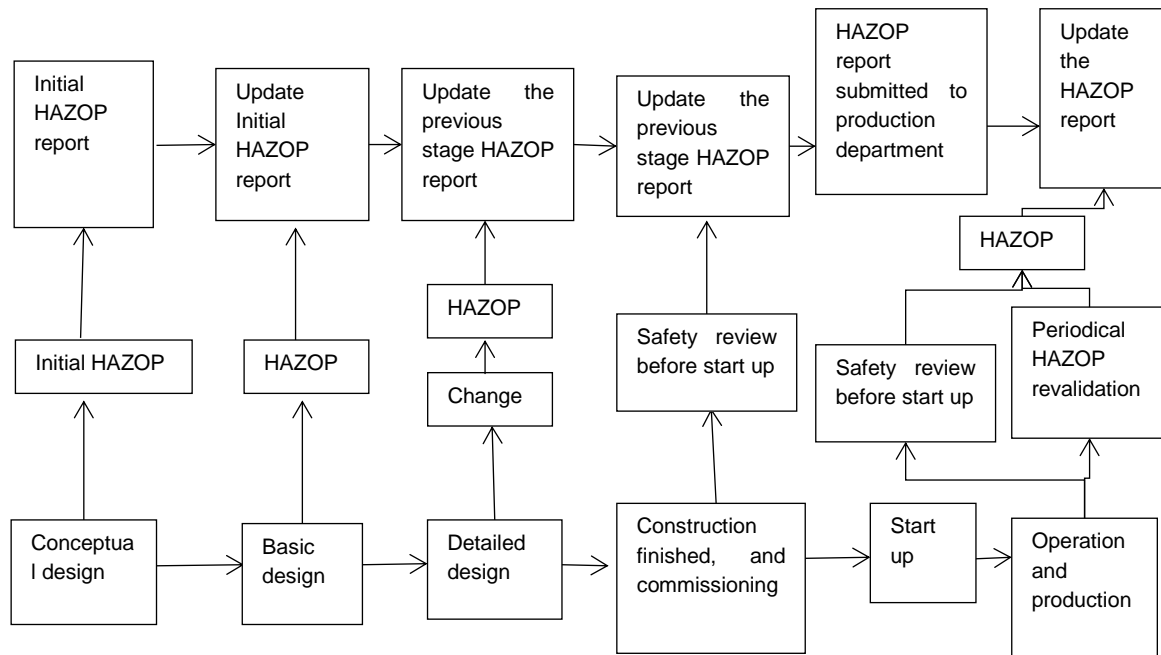 Initial
HAZOP
report
Update
Initial
HAZOP
report
Update the
previous
stage HAZOP
report
Update the
previous
stage HAZOP
report
HAZOP
report
submitted to
production
department
Update
the
HAZOP
report
HAZOP
HAZOP
Initial HAZOP
HAZOP
Change
Safety review
before start up
Safety review
before start up
Periodical
HAZOP
revalidation
Conceptua
l design
Basic
design
Detailed
design
Construction
finished, and
commissioning
Start
up
Operation
and
production